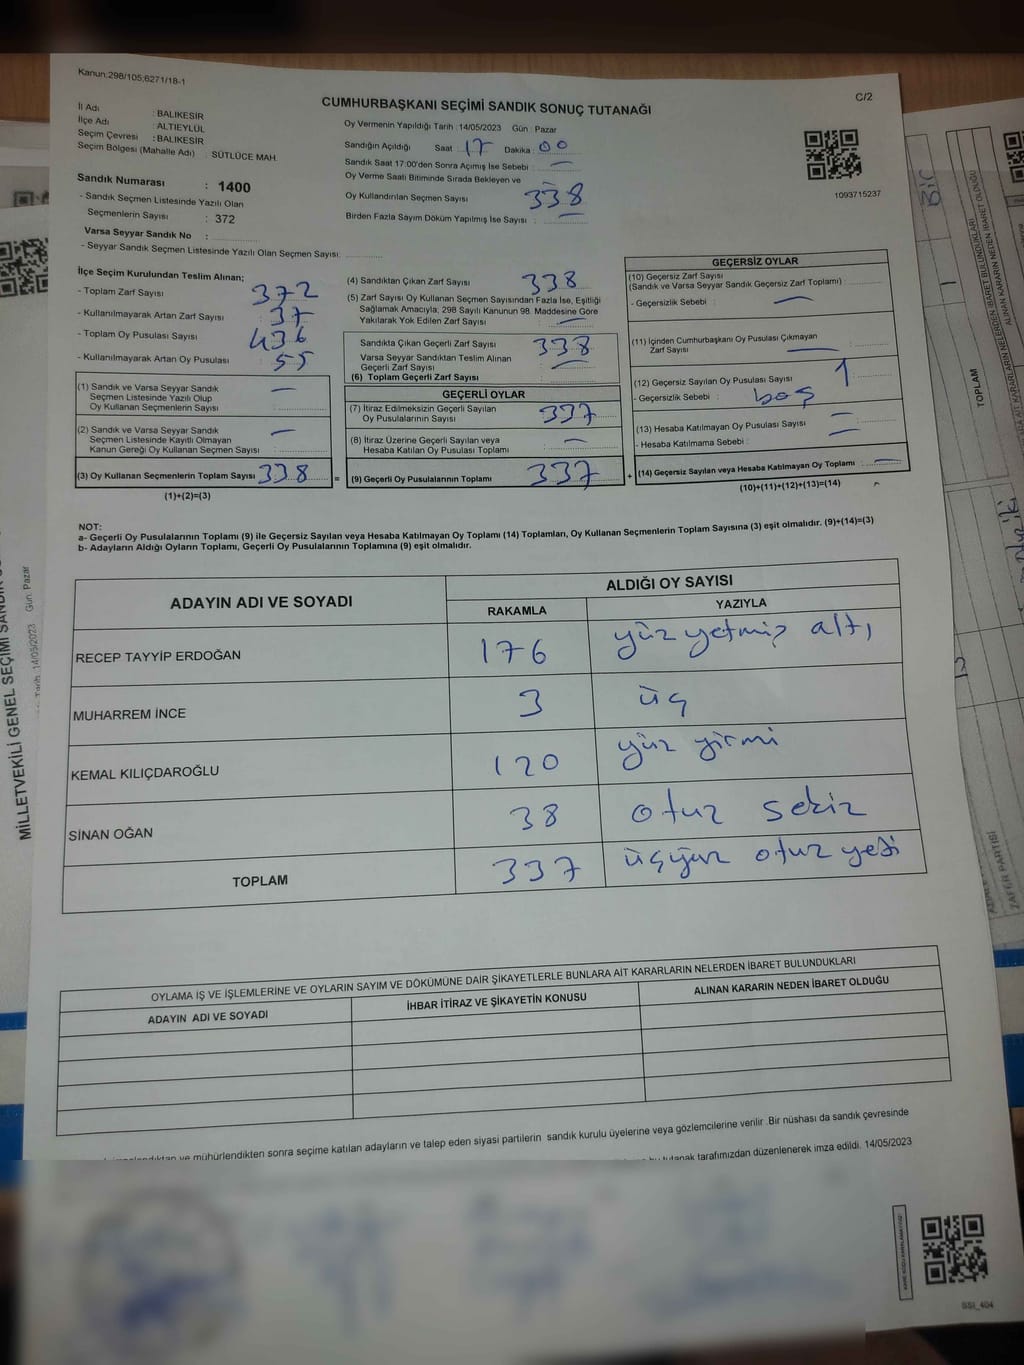 Kanun:298/105;6271/18-1
C/2
CUMHURBAŞKANI SEÇİMİ SANDIK SONUÇ TUTANAĞI
İl Adı : BALIKESİR
İlçe Adı : ALTIEYLÜL
Seçim Çevresi : BALIKESİR
Seçim Bölgesi (Mahalle Adı) : SÜTLÜCE MAH.
Sandık Numarası : 1400
- Sandık Seçmen Listesinde Yazılı Olan
Seçmenlerin Sayısı : 372
Varsa Seyyar Sandık No :
- Seyyar Sandık Seçmen Listesinde Yazılı Olan Seçmen Sayısı:
Oy Vermenin Yapıldığı Tarih :14/05/2023 Gün : Pazar
Sandığın Açıldığı Saat : 17 Dakika : 00
Sandık Saat 17:00'den Sonra Açımış İse Sebebi : —
Oy Verme Saati Bitiminde Sırada Bekleyen ve
Oy Kullandırılan Seçmen Sayısı 338
Birden Fazla Sayım Döküm Yapılmış İse Sayısı : —
1093715237
İlçe Seçim Kurulundan Teslim Alınan;
- Toplam Zarf Sayısı 372
- Kullanılmayarak Artan Zarf Sayısı : 37
- Toplam Oy Pusulası Sayısı 436
- Kullanılmayarak Artan Oy Pusulası : 55
(1) Sandık ve Varsa Seyyar Sandık —
Seçmen Listesinde Yazılı Olup
Oy Kullanan Seçmenlerin Sayısı
(2) Sandık ve Varsa Seyyar Sandık —
Seçmen Listesinde Kayıtlı Olmayan
Kanun Gereği Oy Kullanan Seçmen Sayısı
(3) Oy Kullanan Seçmenlerin Toplam Sayısı 338 =
(1)+(2)=(3)
(4) Sandıktan Çıkan Zarf Sayısı 338
(5) Zarf Sayısı Oy Kullanan Seçmen Sayısından Fazla İse, Eşitliği
Sağlamak Amacıyla; 298 Sayılı Kanunun 98. Maddesine Göre
Yakılarak Yok Edilen Zarf Sayısı : —
Sandıkta Çıkan Geçerli Zarf Sayısı 338
Varsa Seyyar Sandıktan Teslim Alınan
Geçerli Zarf Sayısı : —
(6) Toplam Geçerli Zarf Sayısı
GEÇERLİ OYLAR
(7) İtiraz Edilmeksizin Geçerli Sayılan
Oy Pusulalarının Sayısı 337
(8) İtiraz Üzerine Geçerli Sayılan veya
Hesaba Katılan Oy Pusulası Toplamı —
(9) Geçerli Oy Pusulalarının Toplamı 337 +
GEÇERSİZ OYLAR
(10) Geçersiz Zarf Sayısı
(Sandık ve Varsa Seyyar Sandık Geçersiz Zarf Toplamı)
- Geçersizlik Sebebi : —
(11) İçinden Cumhurbaşkanı Oy Pusulası Çıkmayan
Zarf Sayısı —
(12) Geçersiz Sayılan Oy Pusulası Sayısı 1
- Geçersizlik Sebebi : boş
(13) Hesaba Katılmayan Oy Pusulası Sayısı —
- Hesaba Katılmama Sebebi : —
(14) Geçersiz Sayılan veya Hesaba Katılmayan Oy Toplamı —
(10)+(11)+(12)+(13)=(14)
NOT:
a- Geçerli Oy Pusulalarının Toplamı (9) ile Geçersiz Sayılan veya Hesaba Katılmayan Oy Toplamı (14) Toplamları, Oy Kullanan Seçmenlerin Toplam Sayısına (3) eşit olmalıdır. (9)+(14)=(3)
b- Adayların Aldığı Oyların Toplamı, Geçerli Oy Pusulalarının Toplamına (9) eşit olmalıdır.
ADAYIN ADI VE SOYADI ALDIĞI OY SAYISI
RAKAMLA YAZIYLA
RECEP TAYYİP ERDOĞAN 176 yüz yetmiş altı
MUHARREM İNCE 3 üç
KEMAL KILIÇDAROĞLU 120 yüz yirmi
SİNAN OĞAN 38 otuz sekiz
TOPLAM 337 üçyüz otuz yedi
OYLAMA İŞ VE İŞLEMLERİNE VE OYLARIN SAYIM VE DÖKÜMÜNE DAİR ŞİKAYETLERLE BUNLARA AİT KARARLARIN NELERDEN İBARET BULUNDUKLARI
ADAYIN ADI VE SOYADI İHBAR İTİRAZ VE ŞİKAYETİN KONUSU ALINAN KARARIN NEDEN İBARET OLDUĞU
ve mühürlendikten sonra seçime katılan adayların ve talep eden siyasi partilerin sandık kurulu üyelerine veya gözlemcilerine verilir .Bir nüshası da sandık çevresinde
tutanak tarafımızdan düzenlenerek imza edildi. 14/05/2023
SSI_404
MİLLETVEKİLİ GENEL SEÇİMİ
14/05/2023 Gün: Pazar
BİR
TOPLAM
ZAFER PARTİSİ